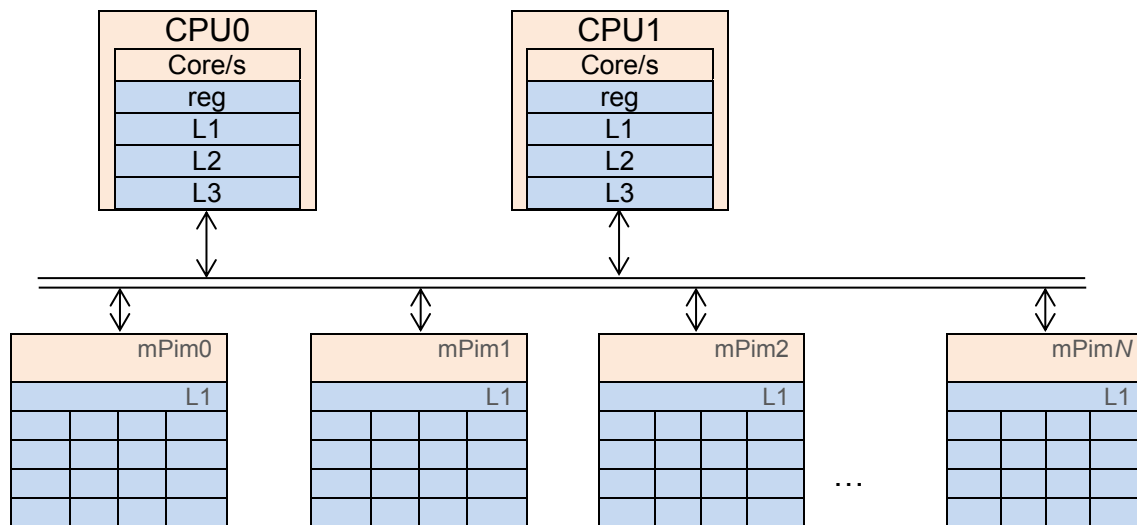 CPU0
Core/s
reg
L1
L2
L3
CPU1
Core/s
reg
L1
L2
L3
mPim0
L1
mPim1
L1
mPim2
L1
...
mPimN
L1